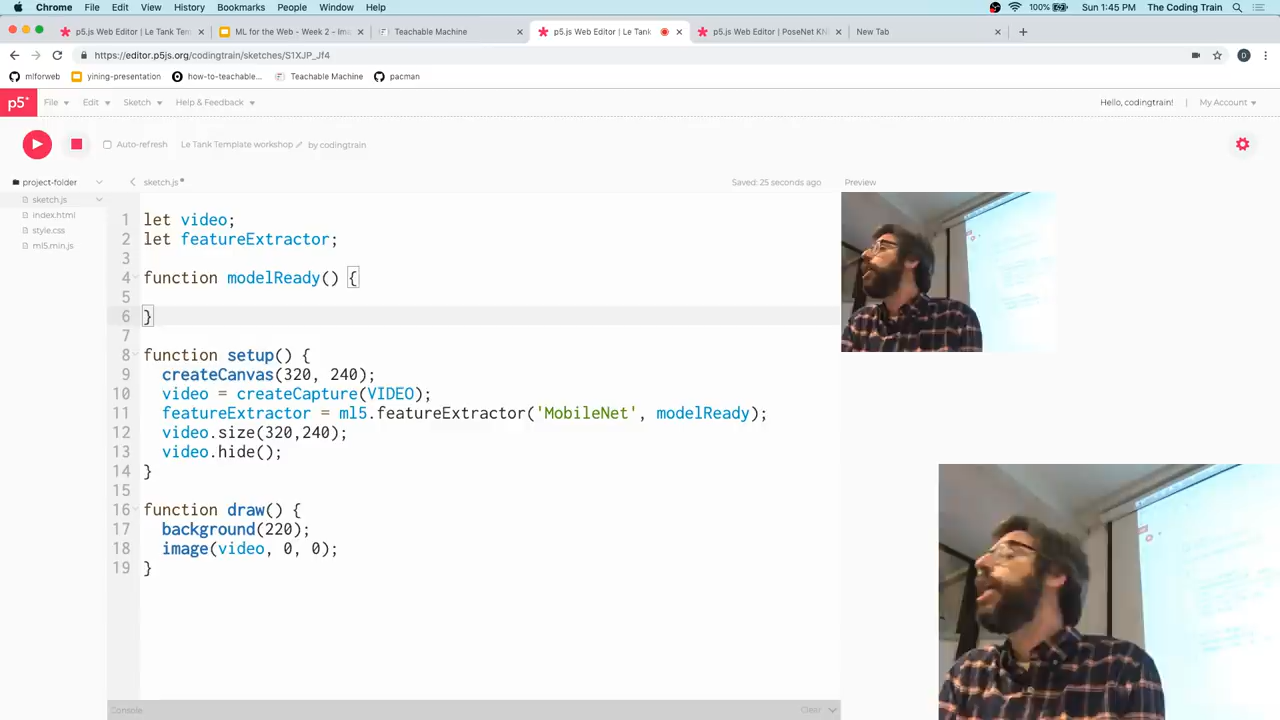 Chrome File Edit View History Bookmarks People Window Help 100% Sun 1:45 PM The Coding Train
p5.js Web Editor | Le Tank Tem ML for the Web - Week 2 - Ima Teachable Machine p5.js Web Editor | Le Tank p5.js Web Editor | PoseNet KN New Tab
https://editor.p5js.org/codingtrain/sketches/S1XJP_Jf4
mlforweb yining-presentation how-to-teachable... Teachable Machine pacman
p5* File Edit Sketch Help & Feedback Hello, codingtrain! | My Account
Auto-refresh Le Tank Template workshop by codingtrain
project-folder sketch.js Saved: 25 seconds ago Preview
sketch.js
index.html
style.css
ml5.min.js
1 let video;
2 let featureExtractor;
3
4 function modelReady() {
5
6 }
7
8 function setup() {
9 createCanvas(320, 240);
10 video = createCapture(VIDEO);
11 featureExtractor = ml5.featureExtractor('MobileNet', modelReady);
12 video.size(320,240);
13 video.hide();
14 }
15
16 function draw() {
17 background(220);
18 image(video, 0, 0);
19 }
Console Clear